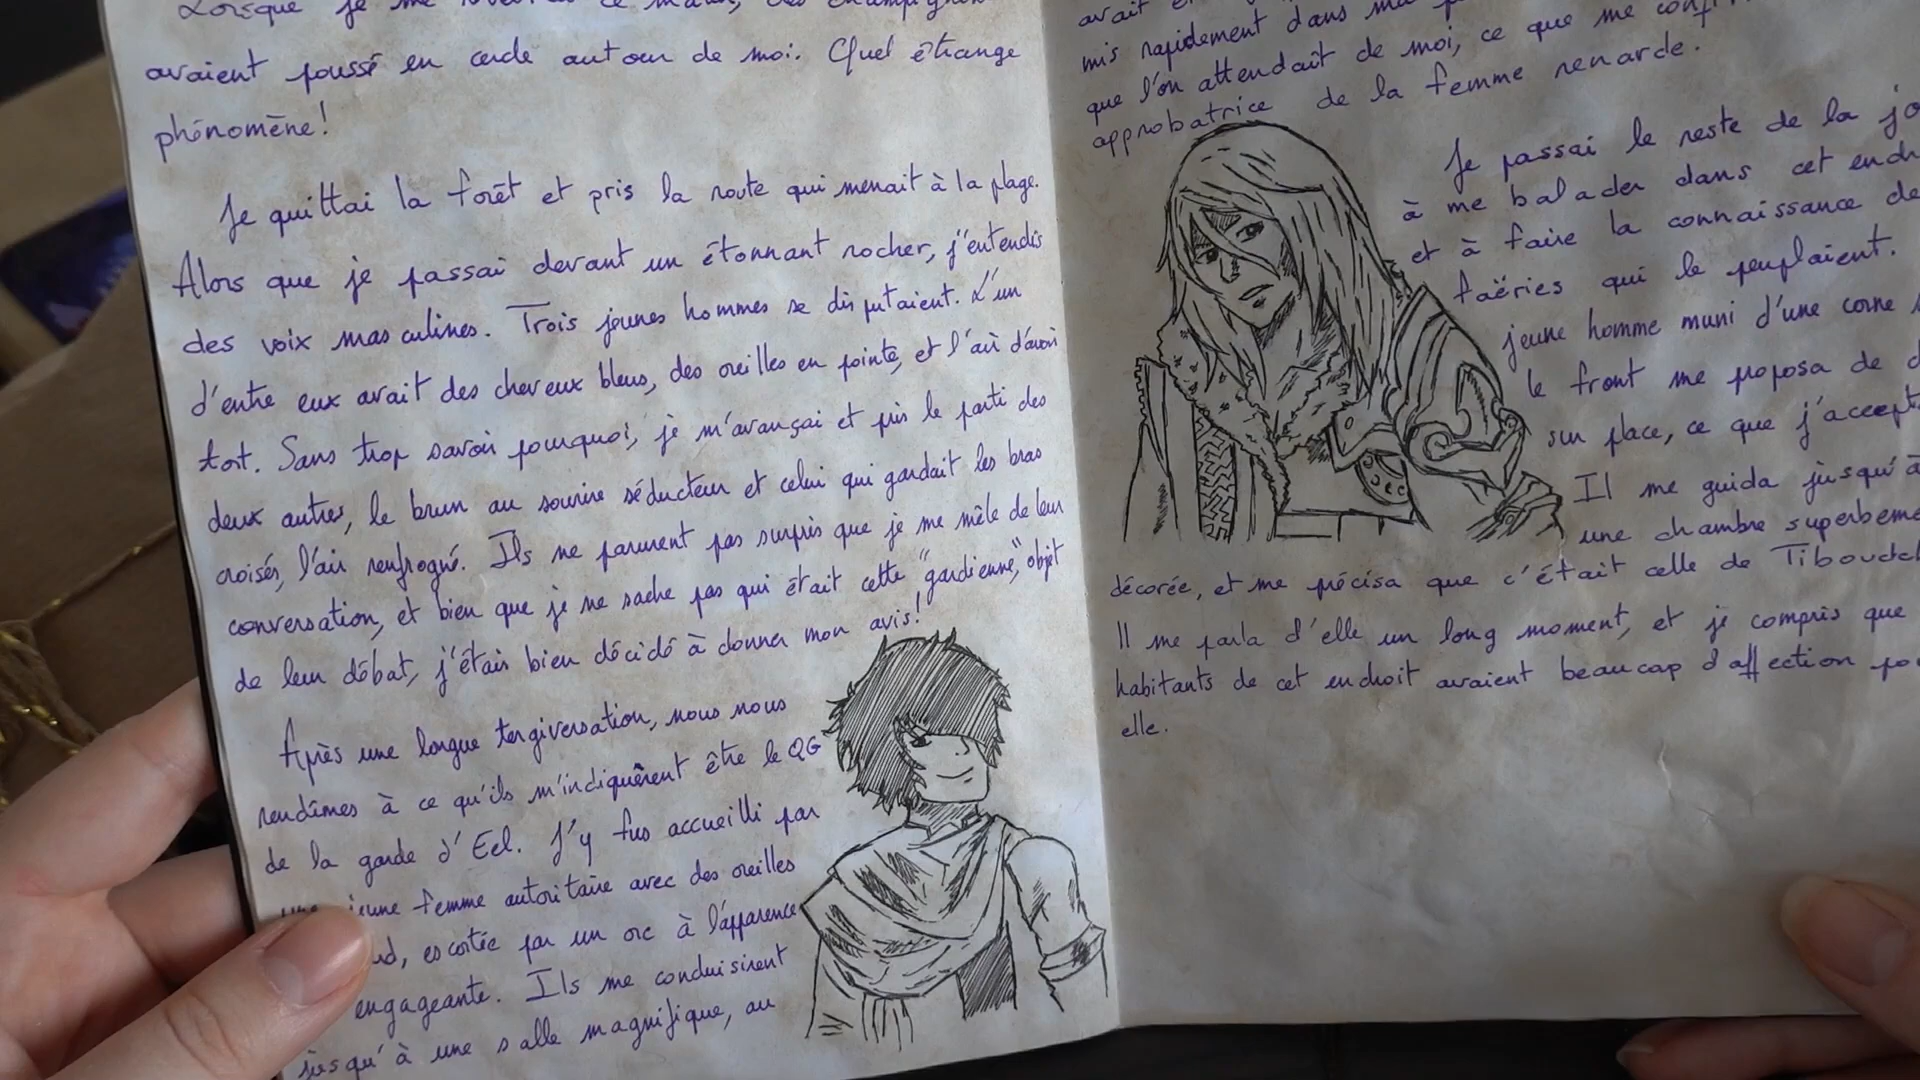 Lorsque je me
avaient poussé en cercle autour de moi. Quel étrange
phénomène!
Je quittai la forêt et pris la route qui menait à la plage.
Alors que je passai devant un étonnant rocher, j'entendis
des voix masculines. Trois jeunes hommes se disputaient. L'un
d'entre eux avait des cheveux bleus, des oreilles en pointe, et l'air d'avoir
tort. Sans trop savoir pourquoi, je m'avançai et pris le parti des
deux autres, le brun au sourire séducteur et celui qui gardait les bras
croisés, l'air renfrogné. Ils ne parurent pas surpris que je me mêle de leur
conversation, et bien que je ne sache pas qui était cette "gardienne", objet
de leur débat, j'étais bien décidé à donner mon avis!
Après une longue tergiversation, nous nous
rendîmes à ce qu'ils m'indiquèrent être le QG
de la garde d'Eel. J'y fus accueilli par
une jeune femme autoritaire avec des oreilles
escortée par un orc à l'apparence
engageante. Ils me conduisirent
jusqu'à une salle magnifique, au
avait
mis rapidement dans
que l'on attendait de moi, ce que me
approbatrice de la femme renarde.
Je passai le reste de la
à me balader dans cet
et à faire la connaissance
faëries qui le peuplaient.
jeune homme muni d'une corne
le front me proposa de
sur place, ce que
Il me guida jusqu'à
une chambre
décorée, et me précisa que c'était celle de
Il me parla d'elle un long moment, et je compris que
habitants de cet endroit avaient beaucoup d'affection
elle.